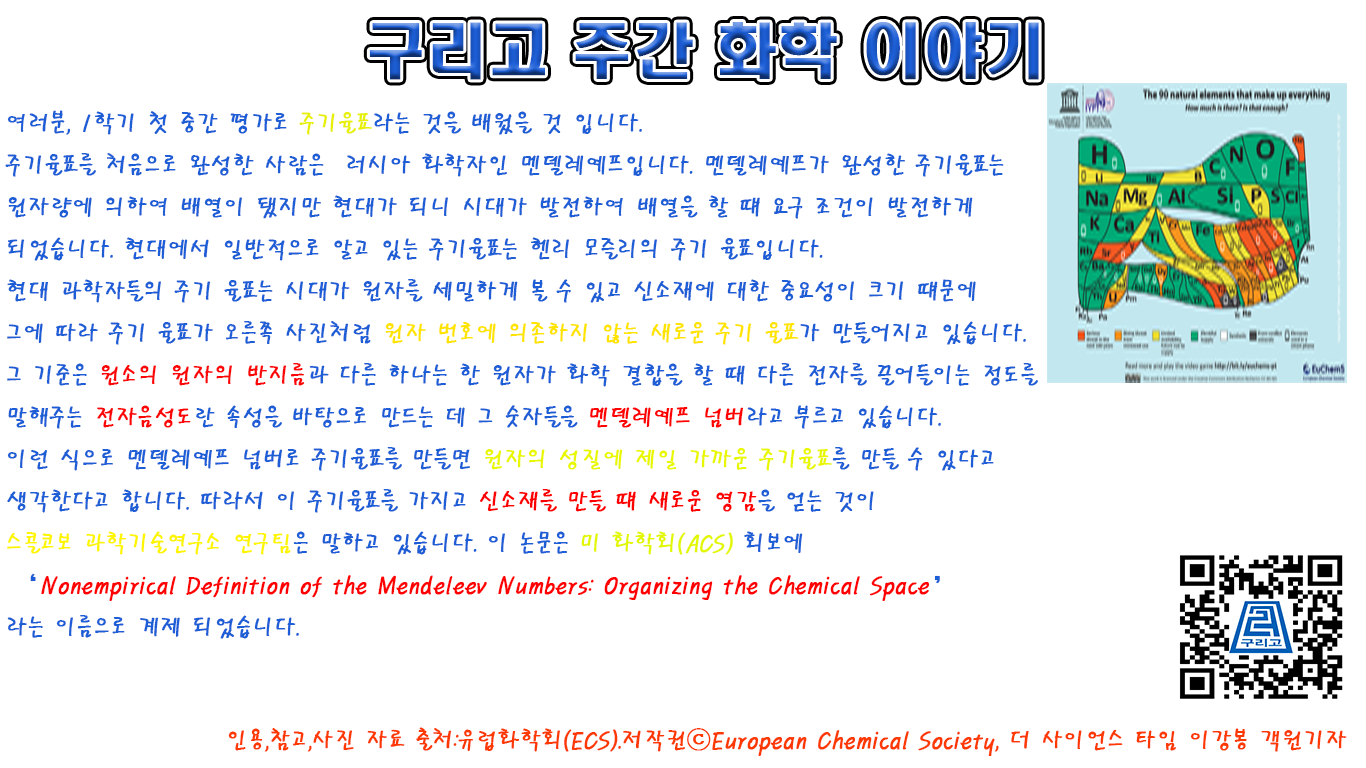 구리고 주간 화학 이야기
여러분, 1학기 첫 중간 평가로 주기율표라는 것을 배웠을 것 입니다.
주기율표를 처음으로 완성한 사람은 러시아 화학자인 멘델레예프입니다. 멘델레예프가 완성한 주기율표는
원자량에 의하여 배열이 됐지만 현대가 되니 시대가 발전하여 배열을 할 때 요구 조건이 발전하게
되었습니다. 현대에서 일반적으로 알고 있는 주기율표는 헨리 모즐리의 주기 율표입니다.
현대 과학자들의 주기 율표는 시대가 원자를 세밀하게 볼 수 있고 신소재에 대한 중요성이 크기 때문에
그에 따라 주기 율표가 오른쪽 사진처럼 원자 번호에 의존하지 않는 새로운 주기 율표가 만들어지고 있습니다.
그 기준은 원소의 원자의 반지름과 다른 하나는 한 원자가 화학 결합을 할 때 다른 전자를 끌어들이는 정도를
말해주는 전자음성도란 속성을 바탕으로 만드는 데 그 숫자들을 멘델레예프 넘버라고 부르고 있습니다.
이런 식으로 멘델레예프 넘버로 주기율표를 만들면 원자의 성질에 제일 가까운 주기율표를 만들 수 있다고
생각한다고 합니다. 따라서 이 주기율표를 가지고 신소재를 만들 때 새로운 영감을 얻는 것이
스콜코보 과학기술연구소 연구팀은 말하고 있습니다. 이 논문은 미 화학회(ACS) 회보에
‘Nonempirical Definition of the Mendeleev Numbers: Organizing the Chemical Space’
라는 이름으로 계제 되었습니다.
The 90 natural elements that make up everything
How much is there? Is that enough?
H
C N O F
Li Be B
Na Mg Al Si P S Cl
K Ca Ti Fe
Read more and play the video game http://bit.ly/euchems-pt
EuChemS
구리고
인용,참고,사진 자료 출처:유럽화학회(ECS).저작권ⓒEuropean Chemical Society, 더 사이언스 타임 이강봉 객원기자